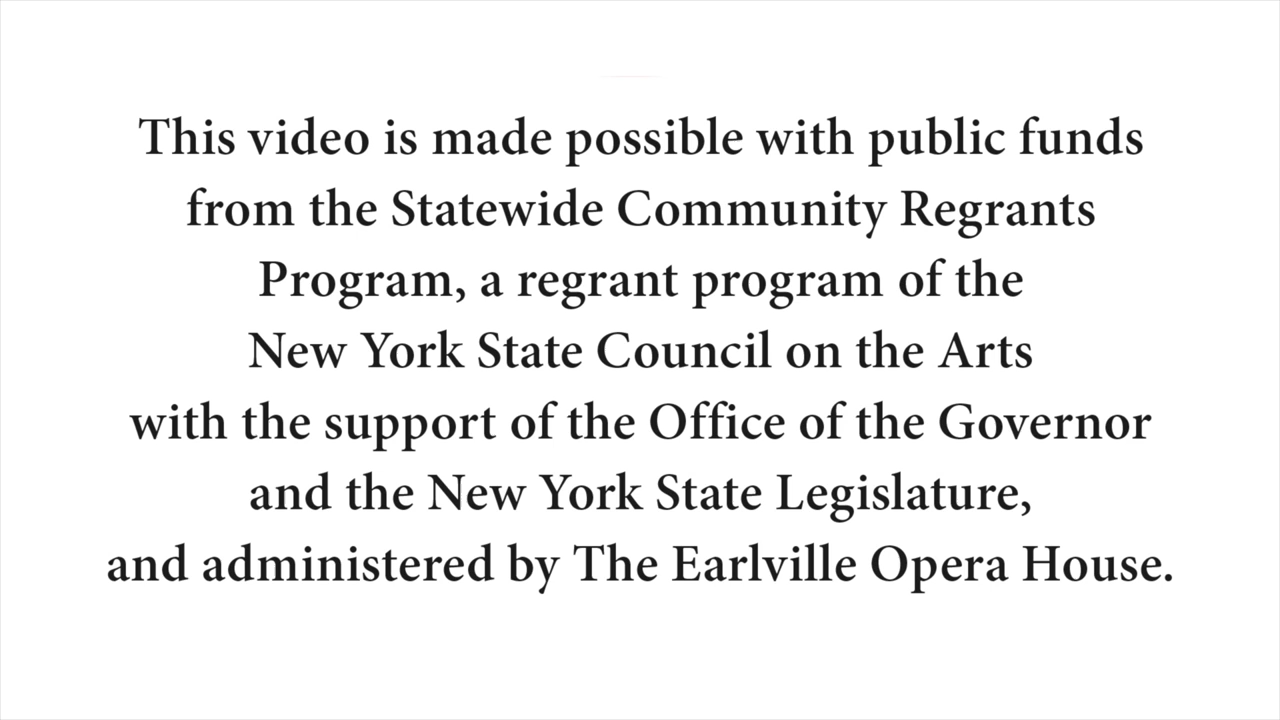 This video is made possible with public funds
from the Statewide Community Regrants
Program, a regrant program of the
New York State Council on the Arts
with the support of the Office of the Governor
and the New York State Legislature,
and administered by The Earlville Opera House.